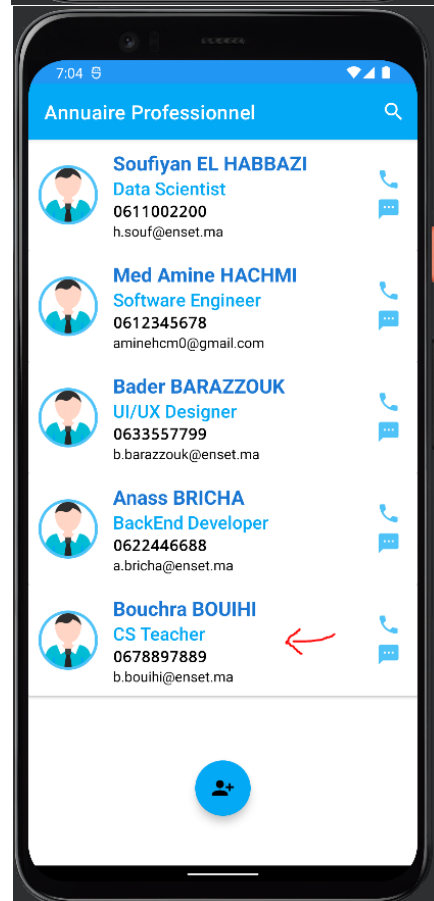 7:04
Annuaire Professionnel
Soufiyan EL HABBAZI
Data Scientist
0611002200
h.souf@enset.ma
Med Amine HACHMI
Software Engineer
0612345678
aminehcm0@gmail.com
Bader BARAZZOUK
UI/UX Designer
0633557799
b.barazzouk@enset.ma
Anass BRICHA
BackEnd Developer
0622446688
a.bricha@enset.ma
Bouchra BOUIHI
CS Teacher
0678897889
b.bouihi@enset.ma